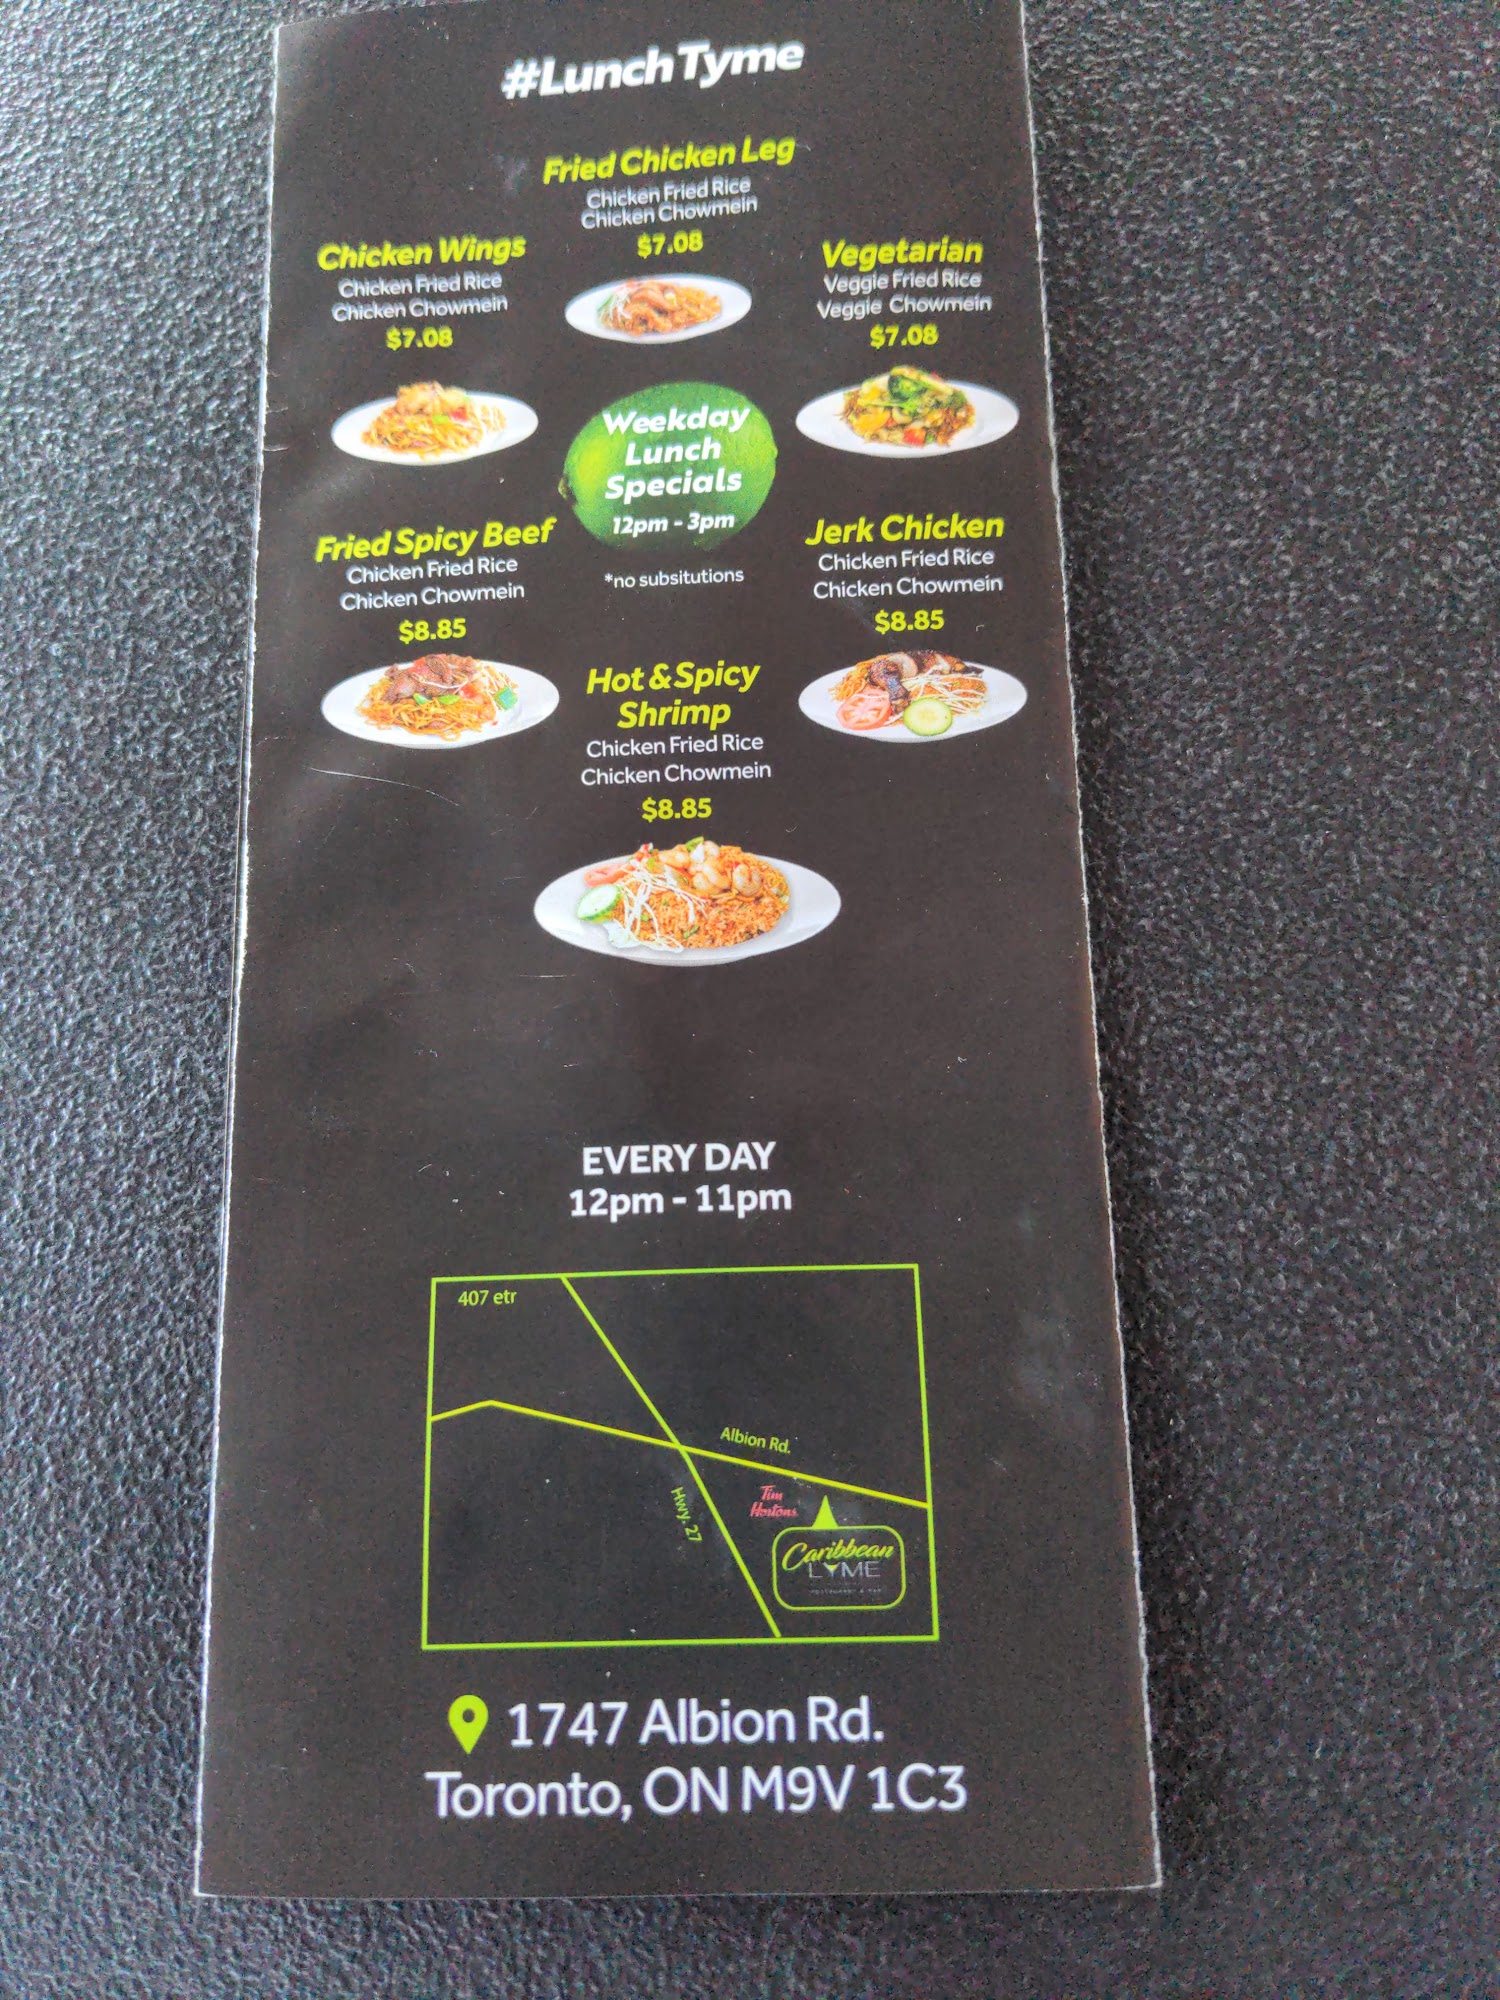 #LunchTyme
Fried Chicken Leg
Chicken Fried Rice
Chicken Chowmein
$7.08
Chicken Wings
Chicken Fried Rice
Chicken Chowmein
$7.08
Vegetarian
Veggie Fried Rice
Veggie Chowmein
$7.08
Weekday
Lunch
Specials
12pm - 3pm
*no subsitutions
Fried Spicy Beef
Chicken Fried Rice
Chicken Chowmein
$8.85
Jerk Chicken
Chicken Fried Rice
Chicken Chowmein
$8.85
Hot & Spicy
Shrimp
Chicken Fried Rice
Chicken Chowmein
$8.85
EVERY DAY
12pm - 11pm
407 etr
Albion Rd.
Hwy. 27
Tim
Hortons
Caribbean
LYME
1747 Albion Rd.
Toronto, ON M9V 1C3